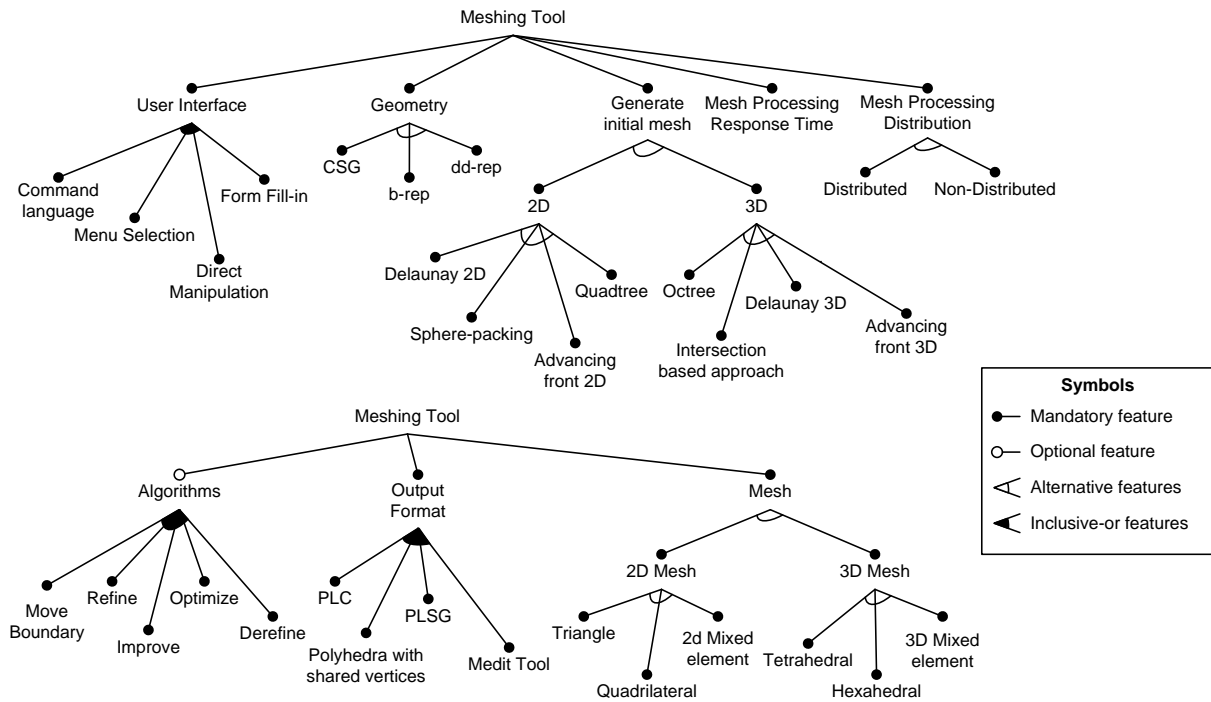 Meshing Tool
User Interface
Geometry
Generate
initial mesh
Mesh Processing
Response Time
Mesh Processing
Distribution
Command
language
Menu Selection
Direct
Manipulation
Form Fill-in
CSG
b-rep
dd-rep
2D
3D
Distributed
Non-Distributed
Delaunay 2D
Sphere-packing
Advancing
front 2D
Quadtree
Octree
Intersection
based approach
Delaunay 3D
Advancing
front 3D
Symbols
Mandatory feature
Optional feature
Alternative features
Inclusive-or features
Meshing Tool
Algorithms
Output
Format
Mesh
Move
Boundary
Refine
Improve
Optimize
Derefine
PLC
Polyhedra with
shared vertices
PLSG
Medit Tool
2D Mesh
3D Mesh
Triangle
Quadrilateral
2d Mixed
element
Tetrahedral
Hexahedral
3D Mixed
element